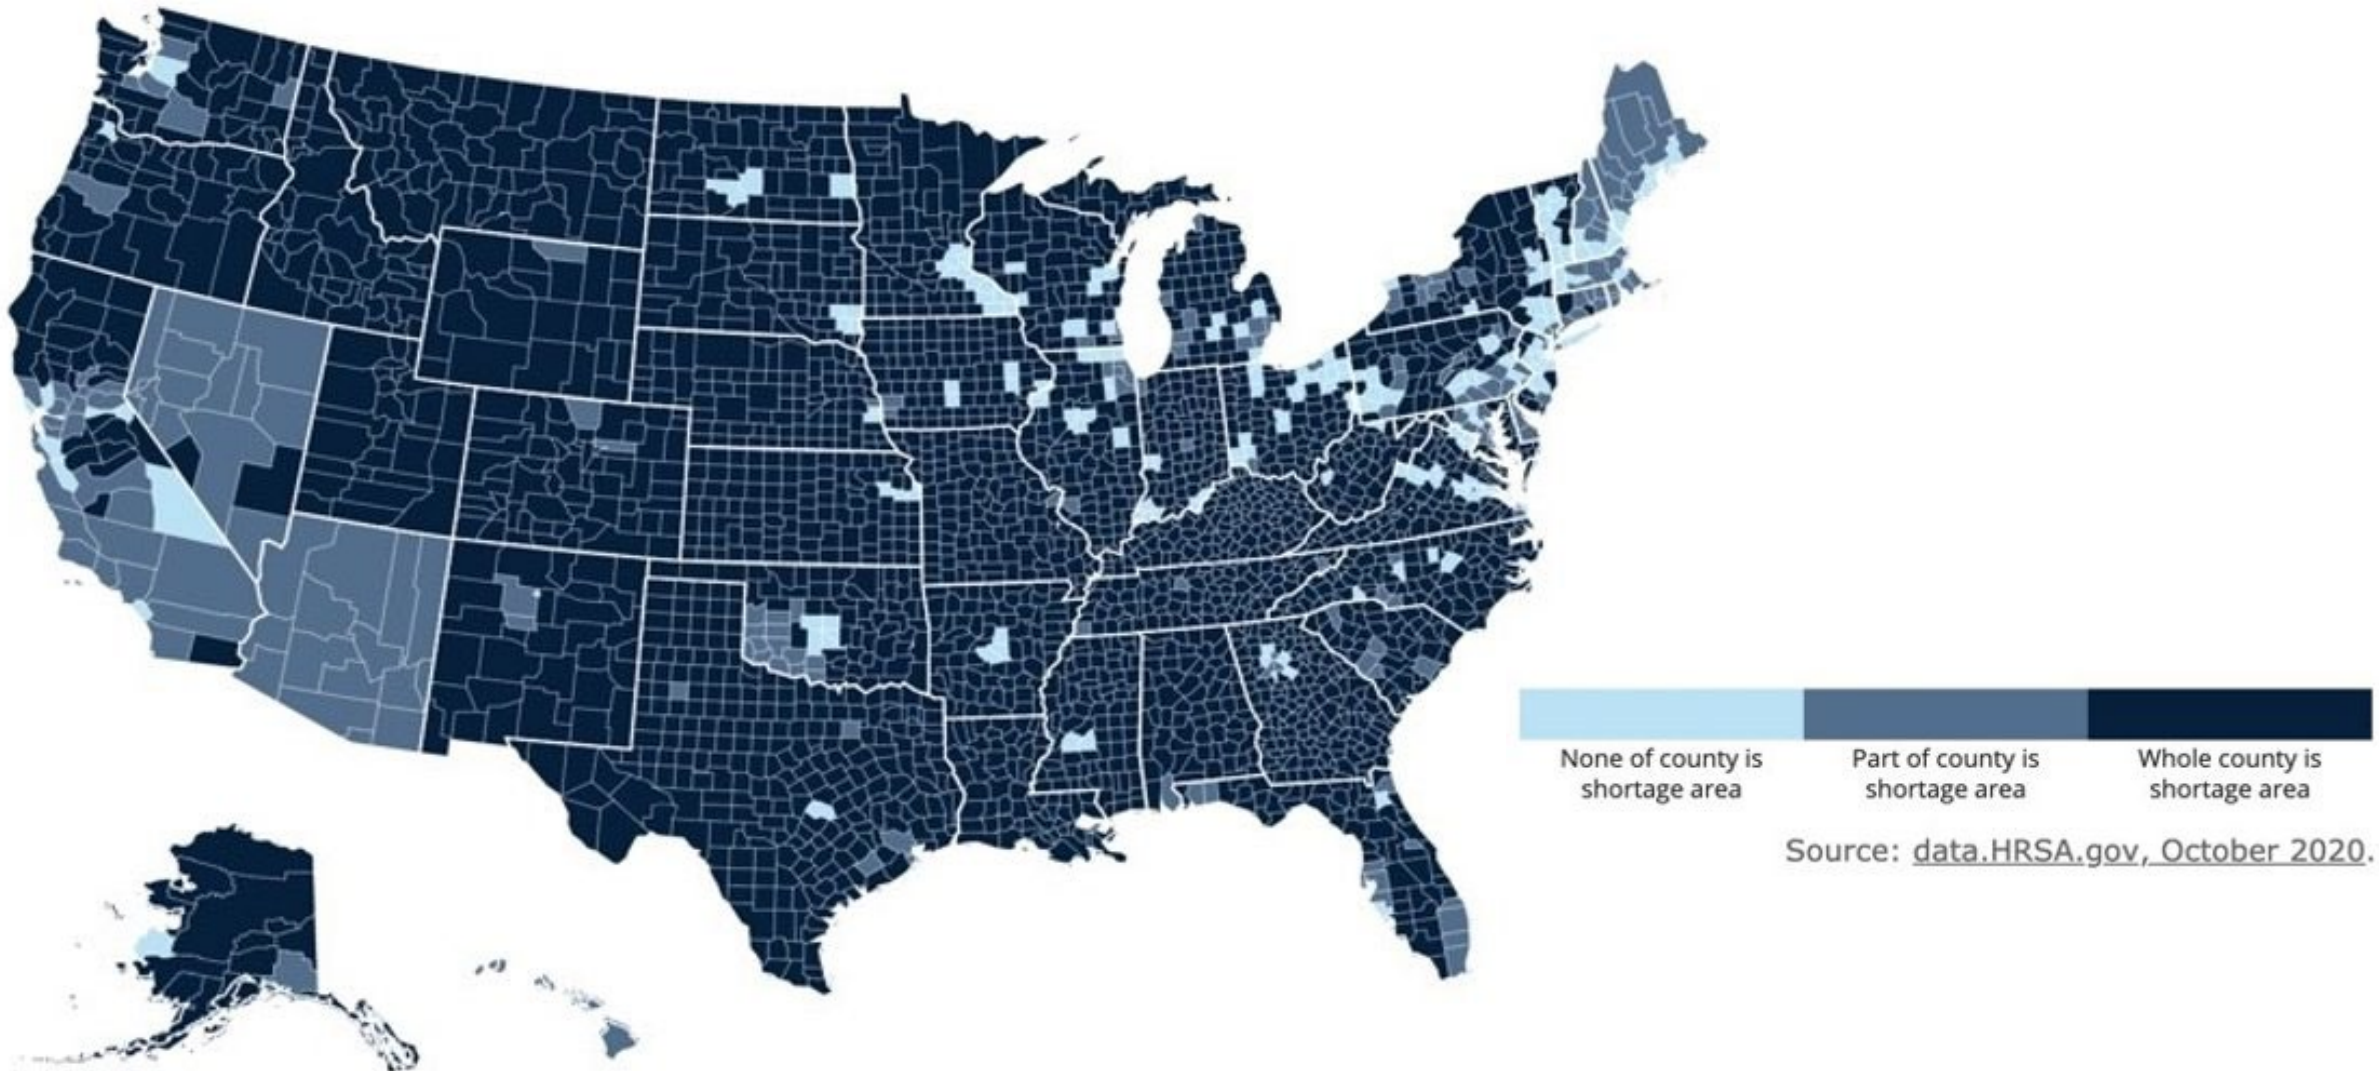 None of county is
shortage area
Part of county is
shortage area
Whole county is
shortage area
Source: data.HRSA.gov, October 2020.